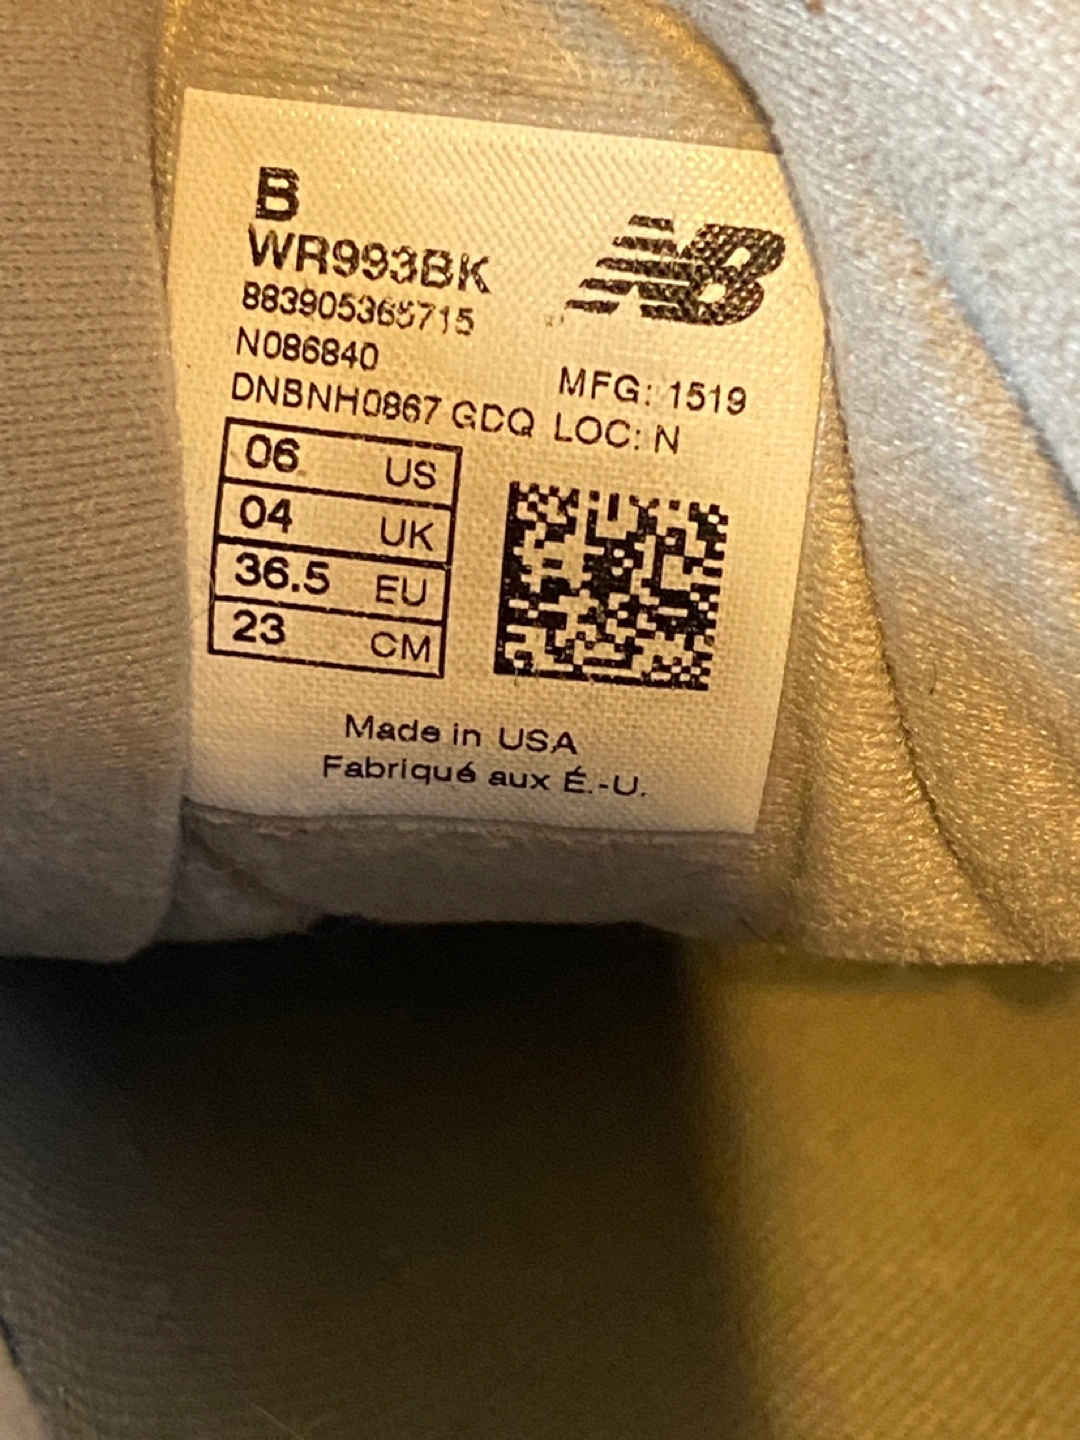 B
WR993BK
NB
883905365715
N086840
MFG: 1519
DNBNH0867 GDQ LOC: N
06 US
04 UK
36.5 EU
23 CM
Made in USA
Fabriqué aux É.-U.